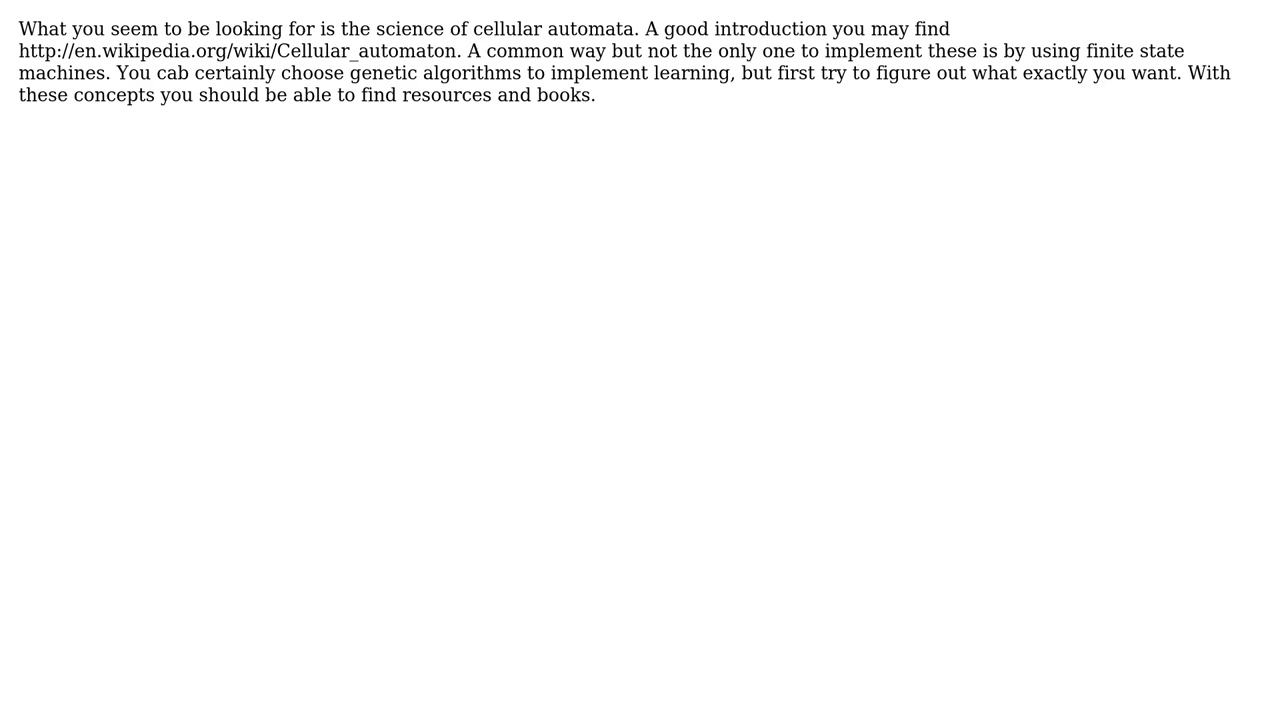 What you seem to be looking for is the science of cellular automata. A good introduction you may find
http://en.wikipedia.org/wiki/Cellular_automaton. A common way but not the only one to implement these is by using finite state
machines. You cab certainly choose genetic algorithms to implement learning, but first try to figure out what exactly you want. With
these concepts you should be able to find resources and books.